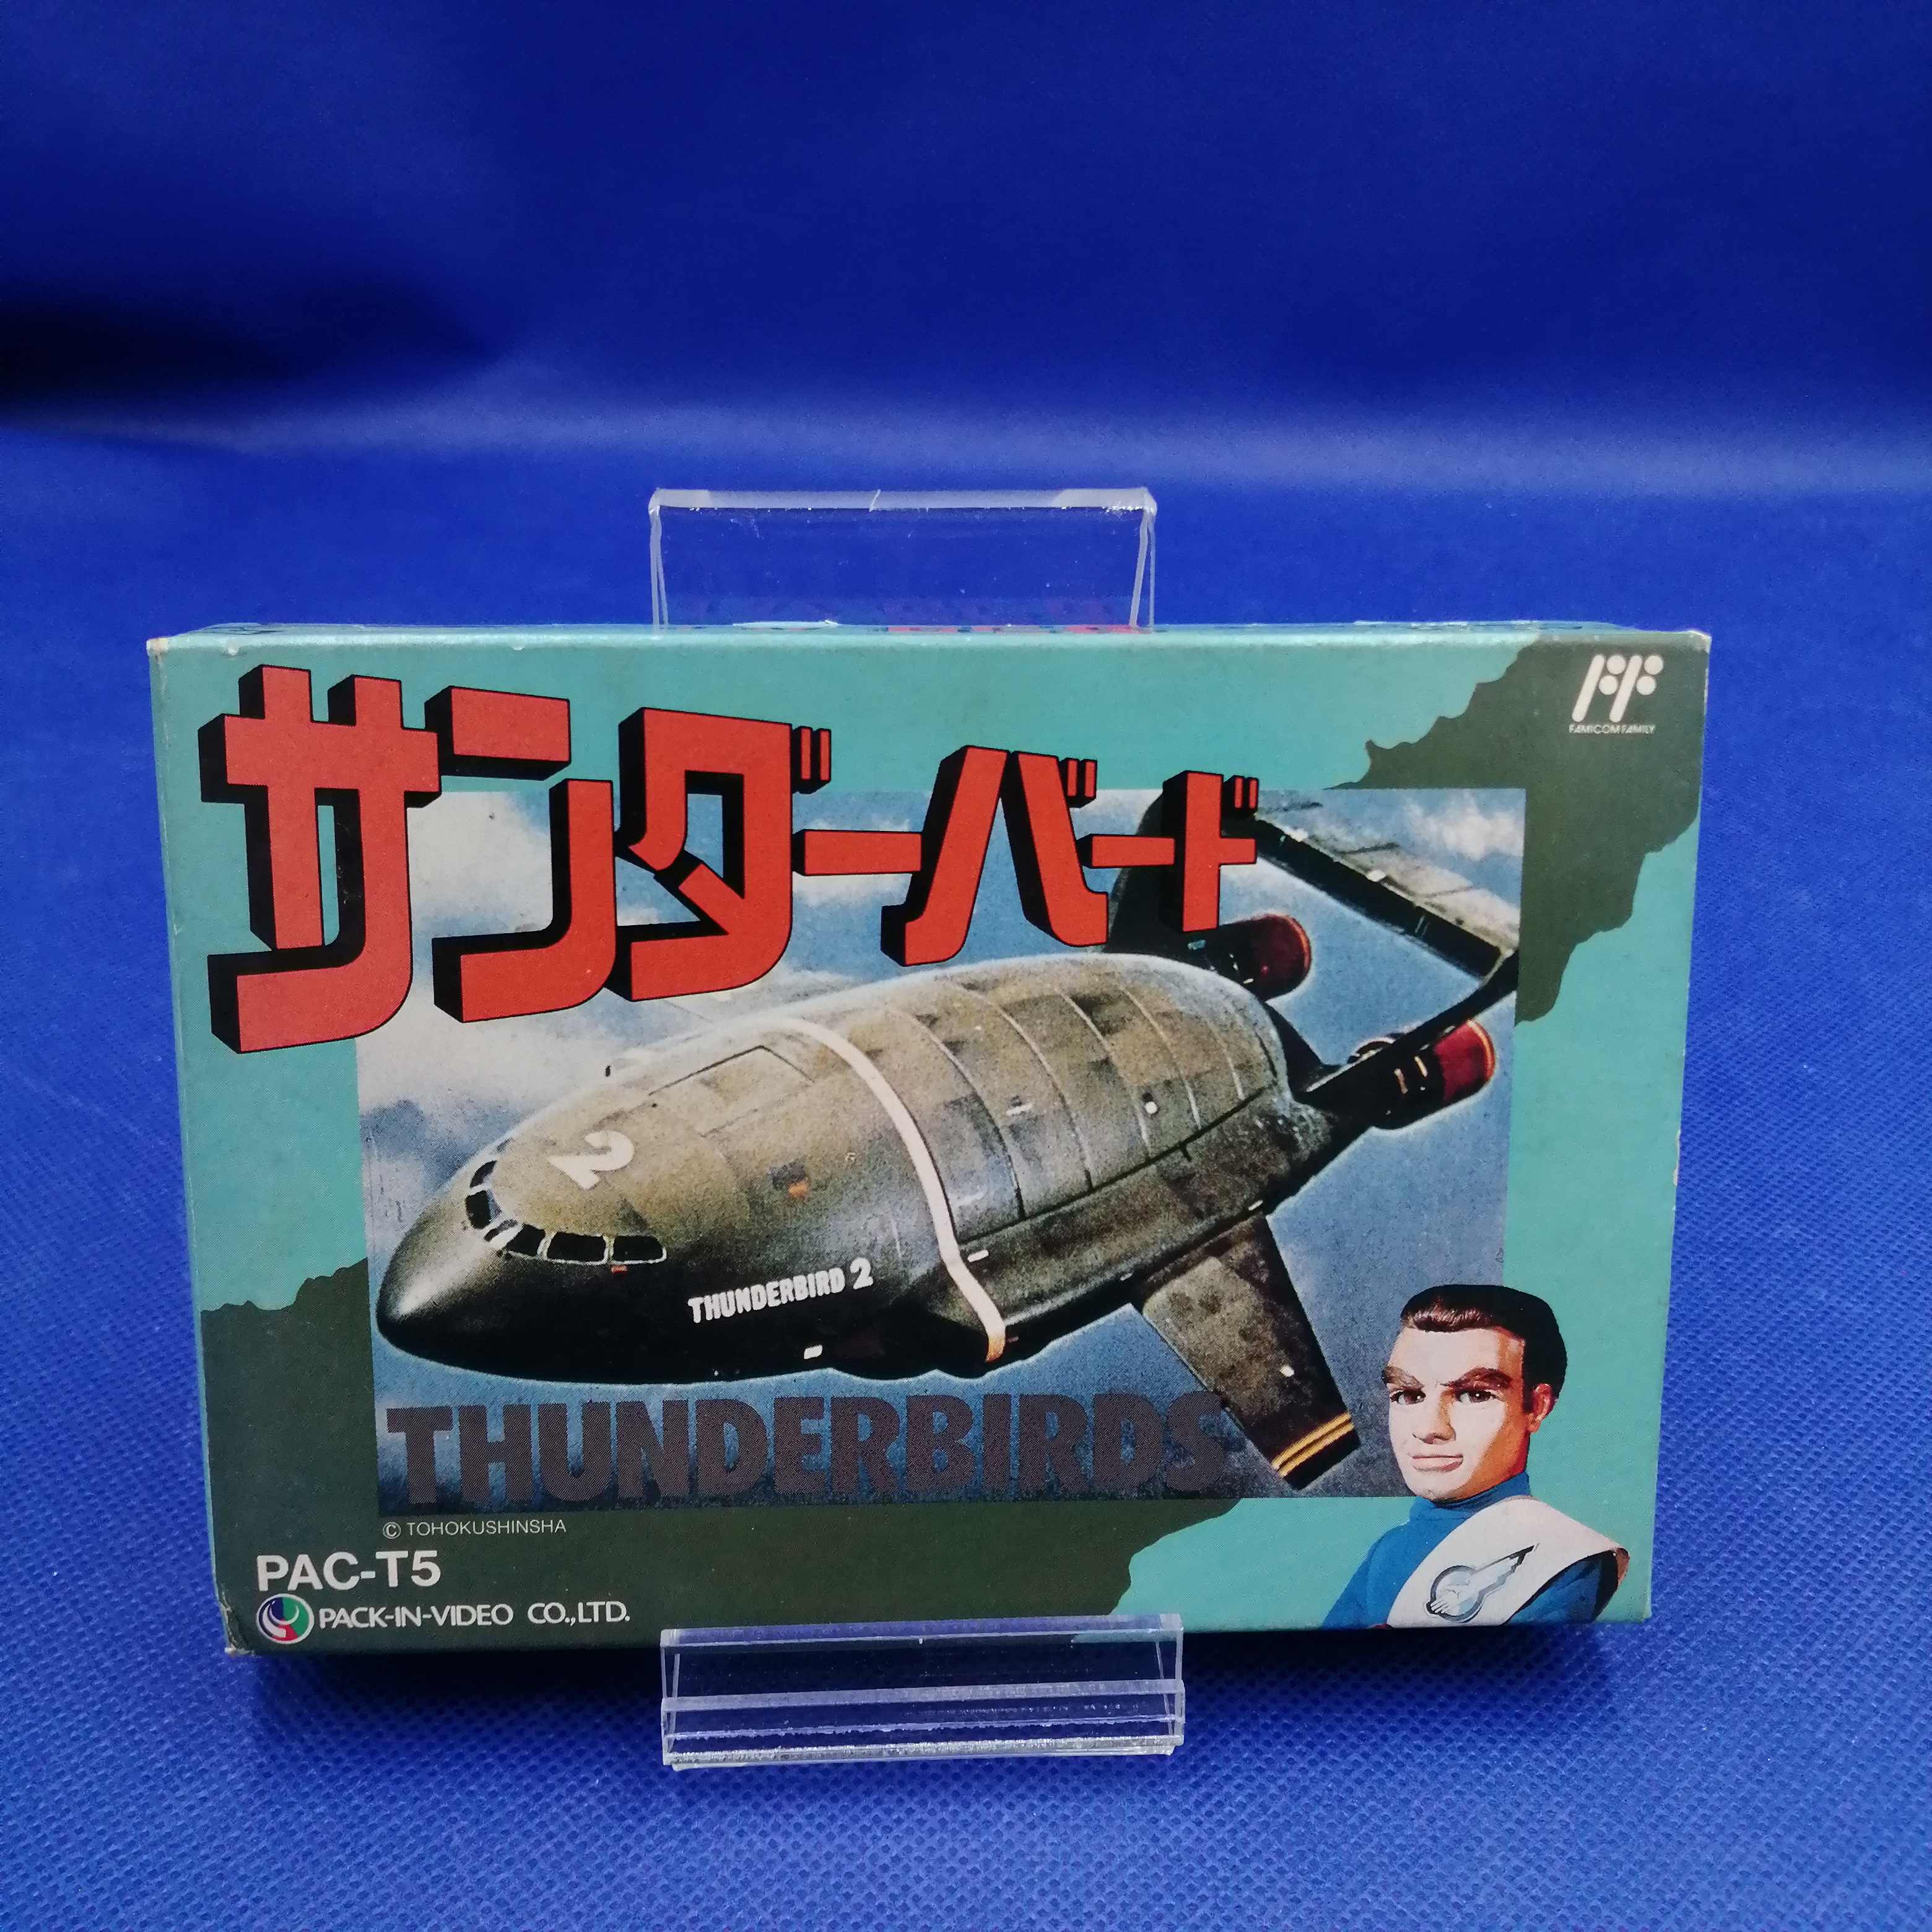 サンダーバード
FAMICOM FAMILY
2
THUNDERBIRD 2
THUNDERBIRDS
© TOHOKUSHINSHA
PAC-T5
PACK-IN-VIDEO CO.,LTD.